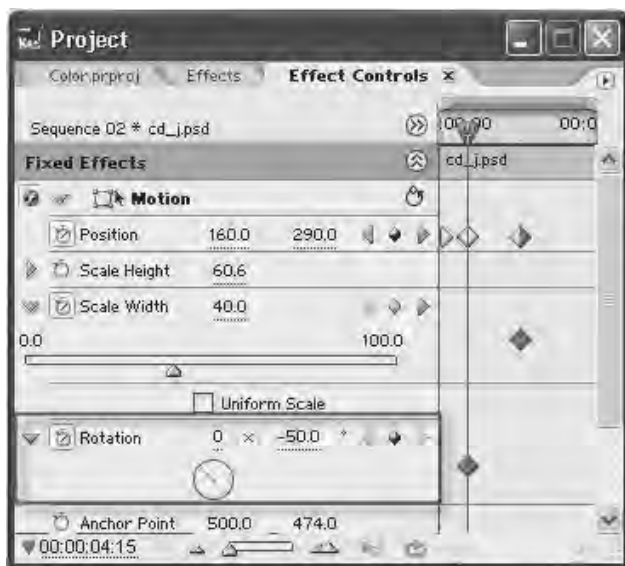 Project
Color.prproj Effects Effect Controls ×
Sequence 02 * cd_j.psd :00:00 00:0
Fixed Effects cd_j.psd
Motion
Position 160.0 290.0
Scale Height 60.6
Scale Width 40.0
0.0 100.0
Uniform Scale
Rotation 0 × -50.0 °
Anchor Point 500.0 474.0
00:00:04:15